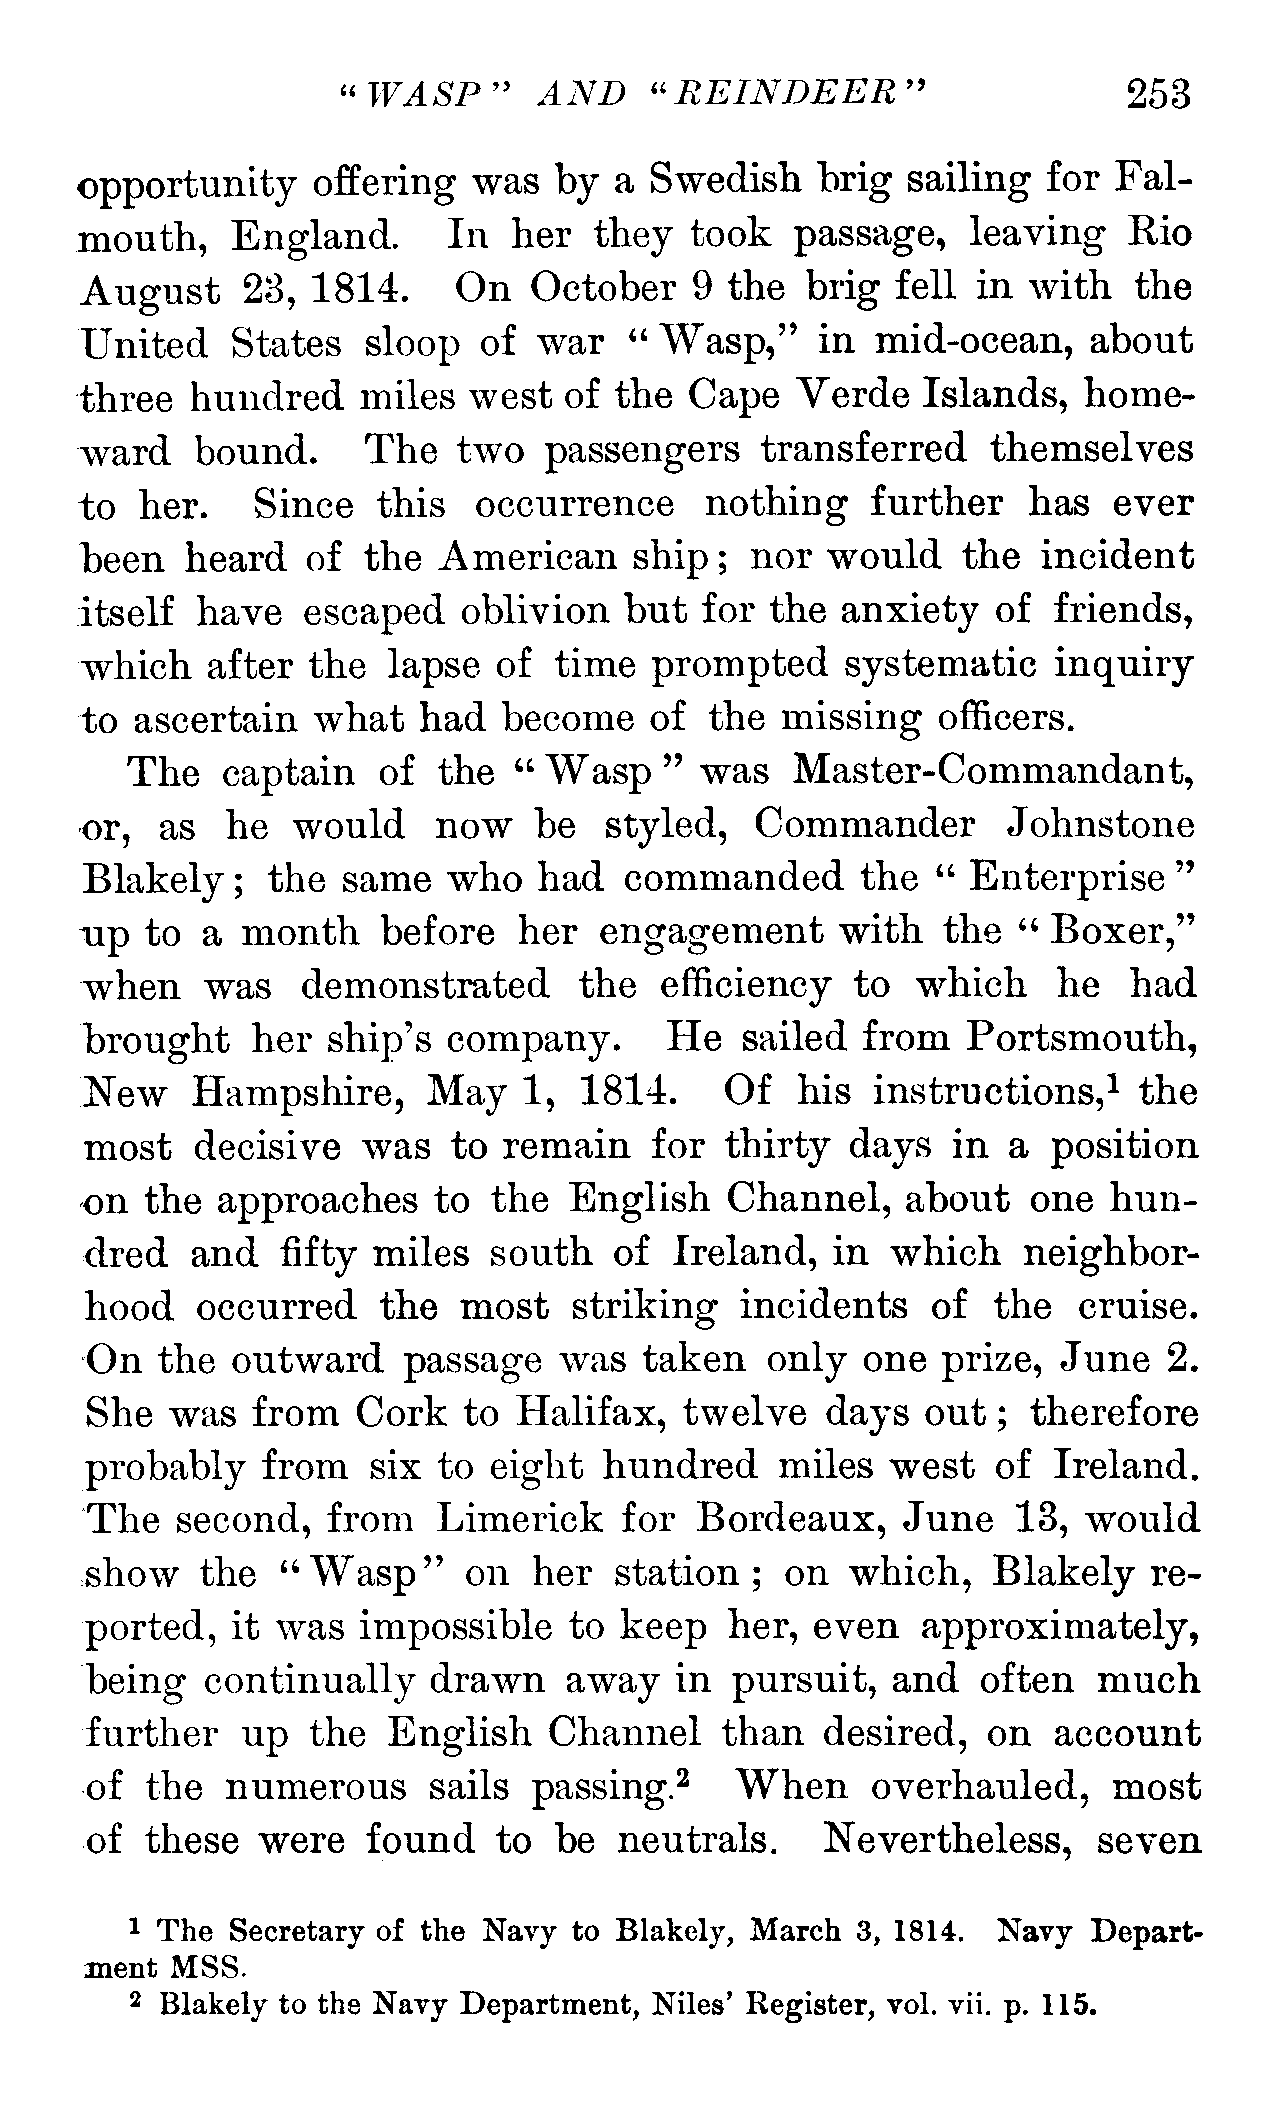 "WASP" AND "REINDEER" 253
opportunity offering was by a Swedish brig sailing for Fal-
mouth, England. In her they took passage, leaving Rio
August 23, 1814. On October 9 the brig fell in with the
United States sloop of war "Wasp," in mid-ocean, about
three hundred miles west of the Cape Verde Islands, home-
ward bound. The two passengers transferred themselves
to her. Since this occurrence nothing further has ever
been heard of the American ship; nor would the incident
itself have escaped oblivion but for the anxiety of friends,
which after the lapse of time prompted systematic inquiry
to ascertain what had become of the missing officers.
The captain of the "Wasp" was Master-Commandant,
or, as he would now be styled, Commander Johnstone
Blakely; the same who had commanded the "Enterprise"
up to a month before her engagement with the "Boxer,"
when was demonstrated the efficiency to which he had
brought her ship's company. He sailed from Portsmouth,
New Hampshire, May 1, 1814. Of his instructions,¹ the
most decisive was to remain for thirty days in a position
on the approaches to the English Channel, about one hun-
dred and fifty miles south of Ireland, in which neighbor-
hood occurred the most striking incidents of the cruise.
On the outward passage was taken only one prize, June 2.
She was from Cork to Halifax, twelve days out; therefore
probably from six to eight hundred miles west of Ireland.
The second, from Limerick for Bordeaux, June 13, would
show the "Wasp" on her station; on which, Blakely re-
ported, it was impossible to keep her, even approximately,
being continually drawn away in pursuit, and often much
further up the English Channel than desired, on account
of the numerous sails passing.² When overhauled, most
of these were found to be neutrals. Nevertheless, seven
¹ The Secretary of the Navy to Blakely, March 3, 1814. Navy Depart-
ment MSS.
² Blakely to the Navy Department, Niles' Register, vol. vii. p. 115.